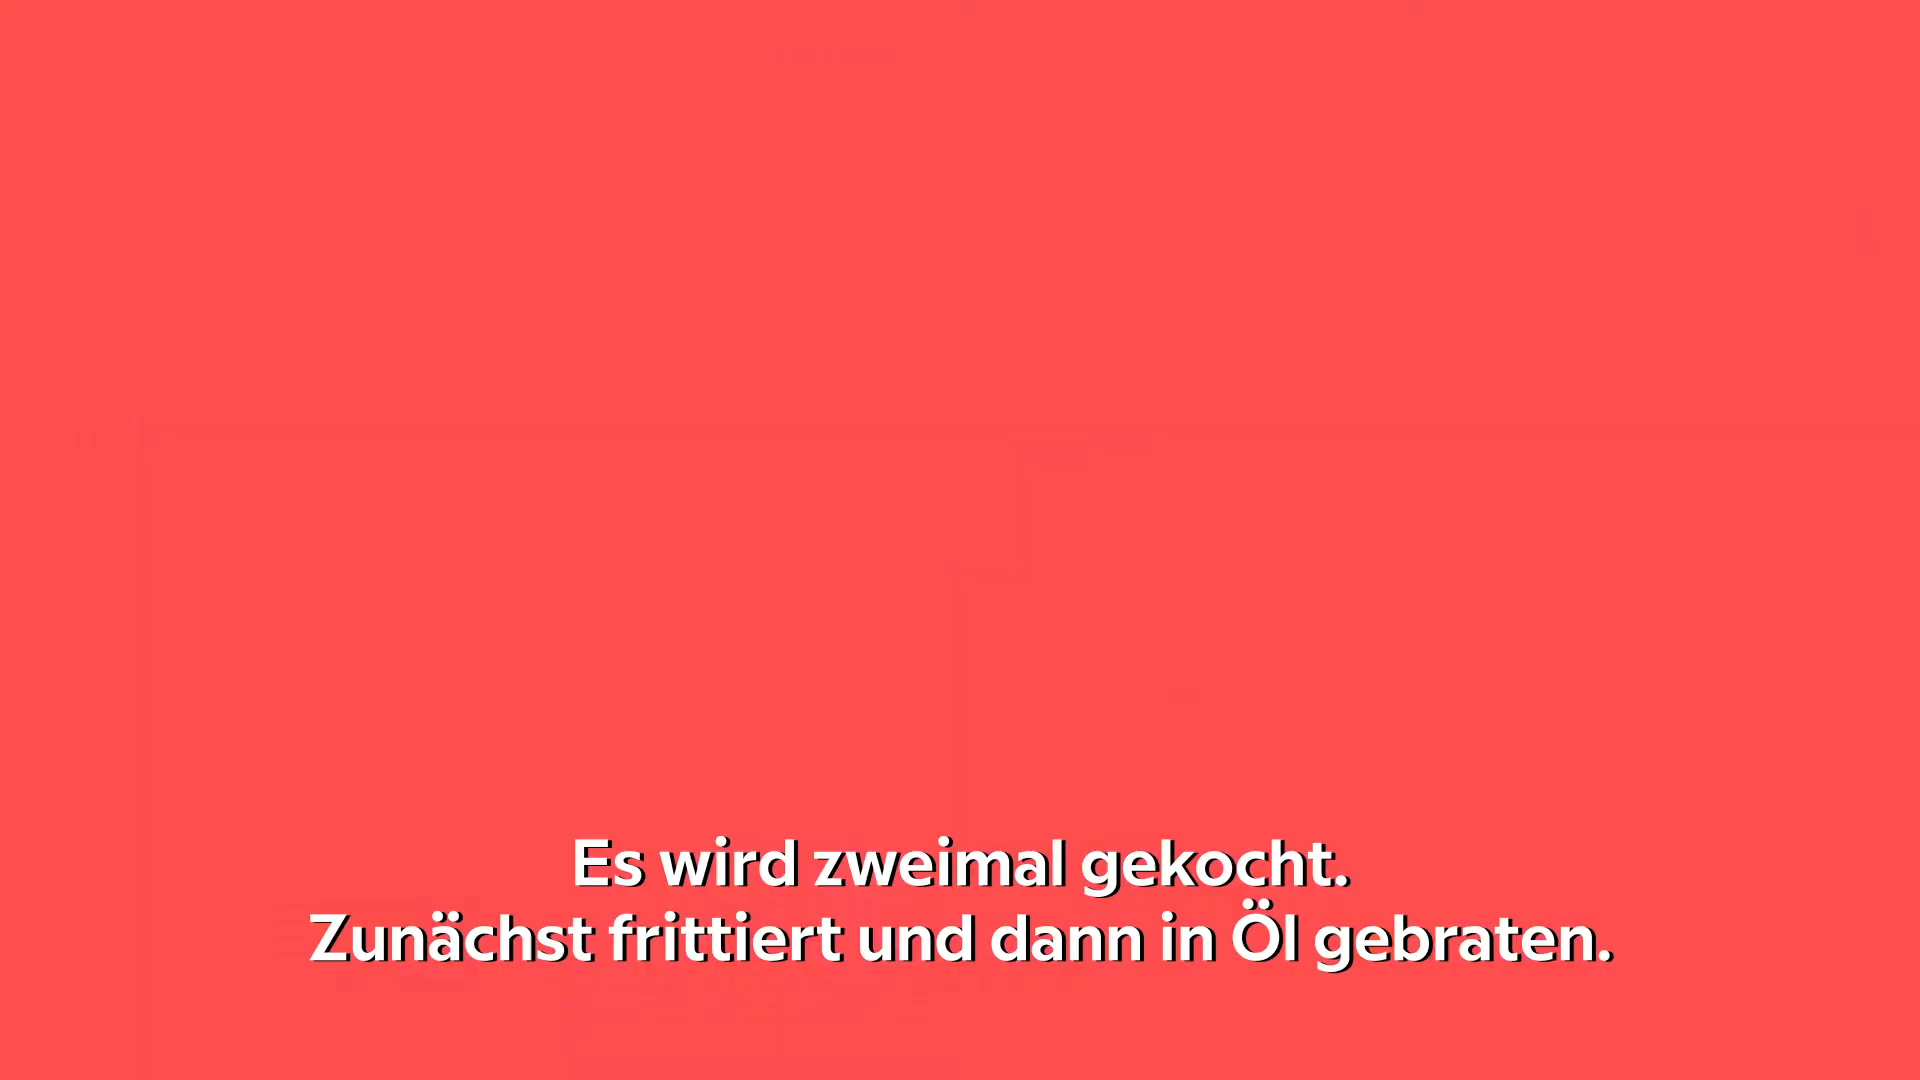 Es wird zweimal gekocht.
Zunächst frittiert und dann in Öl gebraten.